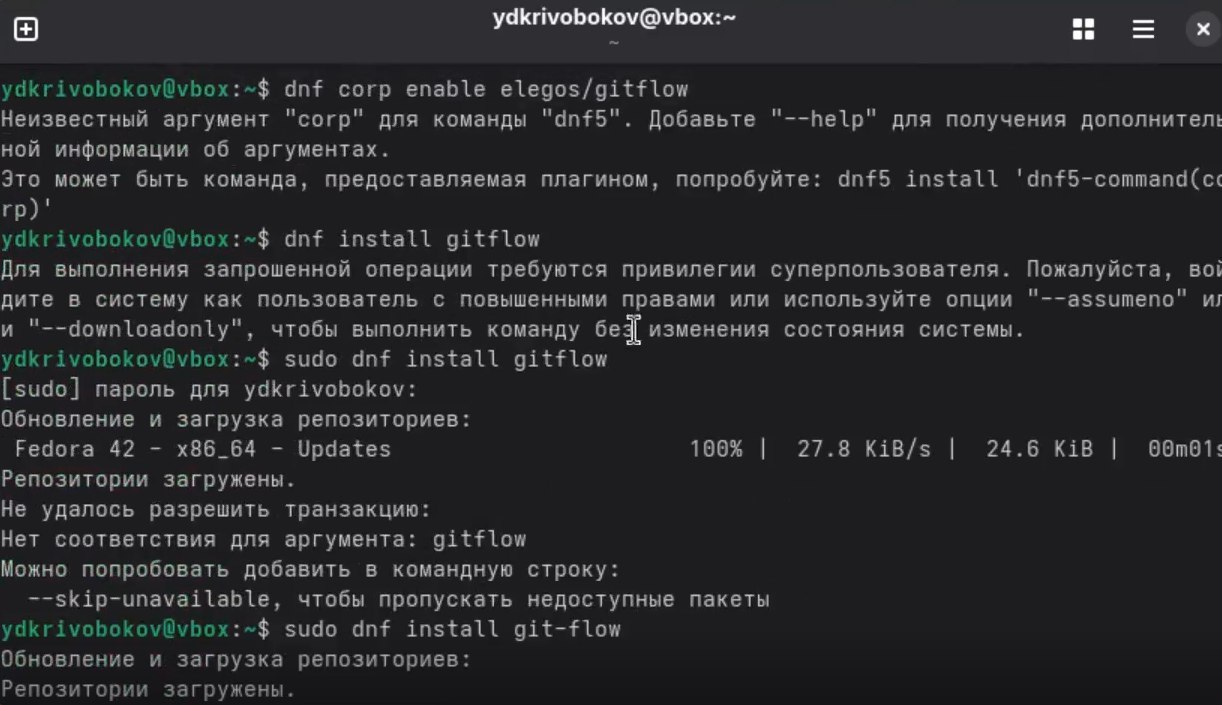 ydkrivobokov@vbox:~
~
ydkrivobokov@vbox:~$ dnf corp enable elegos/gitflow
Неизвестный аргумент "corp" для команды "dnf5". Добавьте "--help" для получения дополнитель
ной информации об аргументах.
Это может быть команда, предоставляемая плагином, попробуйте: dnf5 install 'dnf5-command(co
rp)'
ydkrivobokov@vbox:~$ dnf install gitflow
Для выполнения запрошенной операции требуются привилегии суперпользователя. Пожалуйста, вой
дите в систему как пользователь с повышенными правами или используйте опции "--assumeno" ил
и "--downloadonly", чтобы выполнить команду без изменения состояния системы.
ydkrivobokov@vbox:~$ sudo dnf install gitflow
[sudo] пароль для ydkrivobokov:
Обновление и загрузка репозиториев:
Fedora 42 - x86_64 - Updates 100% | 27.8 KiB/s | 24.6 KiB | 00m01s
Репозитории загружены.
Не удалось разрешить транзакцию:
Нет соответствия для аргумента: gitflow
Можно попробовать добавить в командную строку:
--skip-unavailable, чтобы пропускать недоступные пакеты
ydkrivobokov@vbox:~$ sudo dnf install git-flow
Обновление и загрузка репозиториев:
Репозитории загружены.